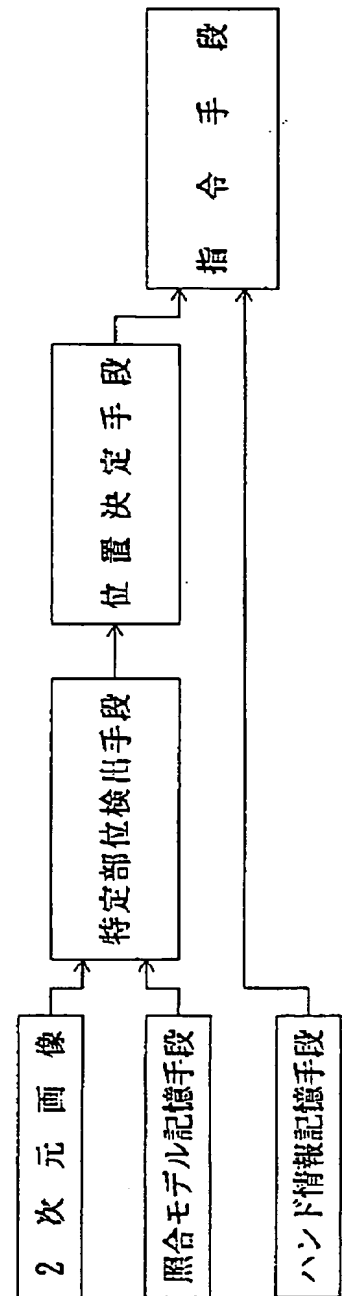 2次元画像
照合モデル記憶手段
ハンド情報記憶手段
特定部位検出手段
位置決定手段
指令手段